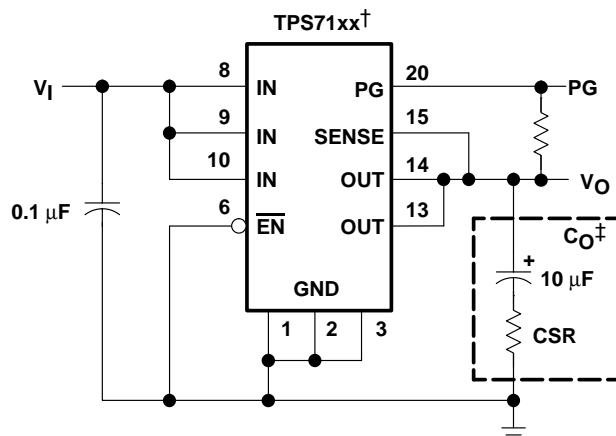 TPS71xx†
8
IN
20
PG
PG
VI
9
IN
SENSE
15
10
IN
OUT
14
VO
6
EN
OUT
13
0.1 μF
CO‡
+
10 μF
GND
1
2
3
CSR